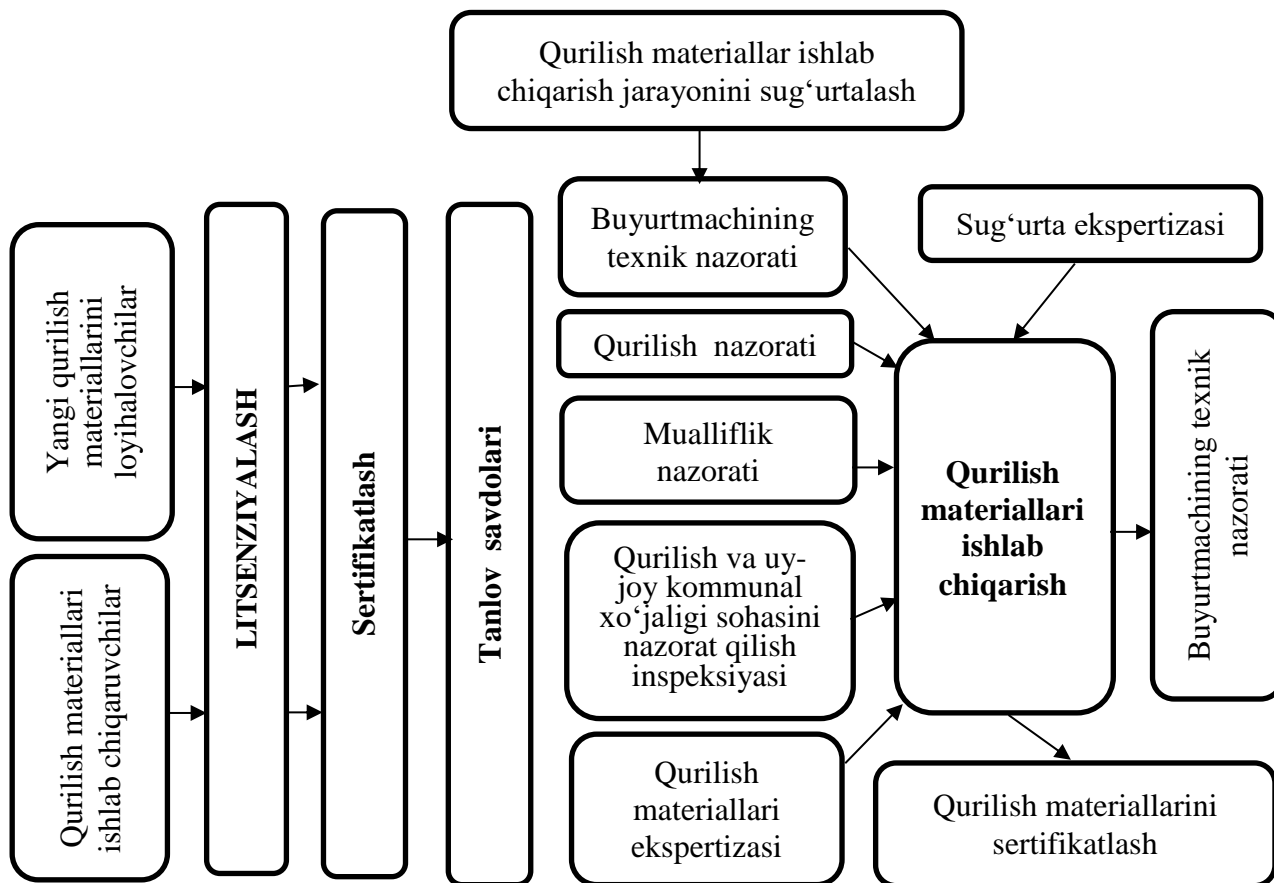 Qurilish materiallar ishlab
chiqarish jarayonini sug‘urtalash
Yangi qurilish
materiallarini
loyihalovchilar
Qurilish materiallari
ishlab chiqaruvchilar
LITSENZIYALASH
Sertifikatlash
Tanlov savdolari
Buyurtmachining
texnik nazorati
Qurilish nazorati
Mualliflik
nazorati
Qurilish va uy-
joy kommunal
xo‘jaligi sohasini
nazorat qilish
inspeksiyasi
Qurilish
materiallari
ekspertizasi
Sug‘urta ekspertizasi
Qurilish
materiallari
ishlab
chiqarish
Buyurtmachining texnik
nazorati
Qurilish materiallarini
sertifikatlash